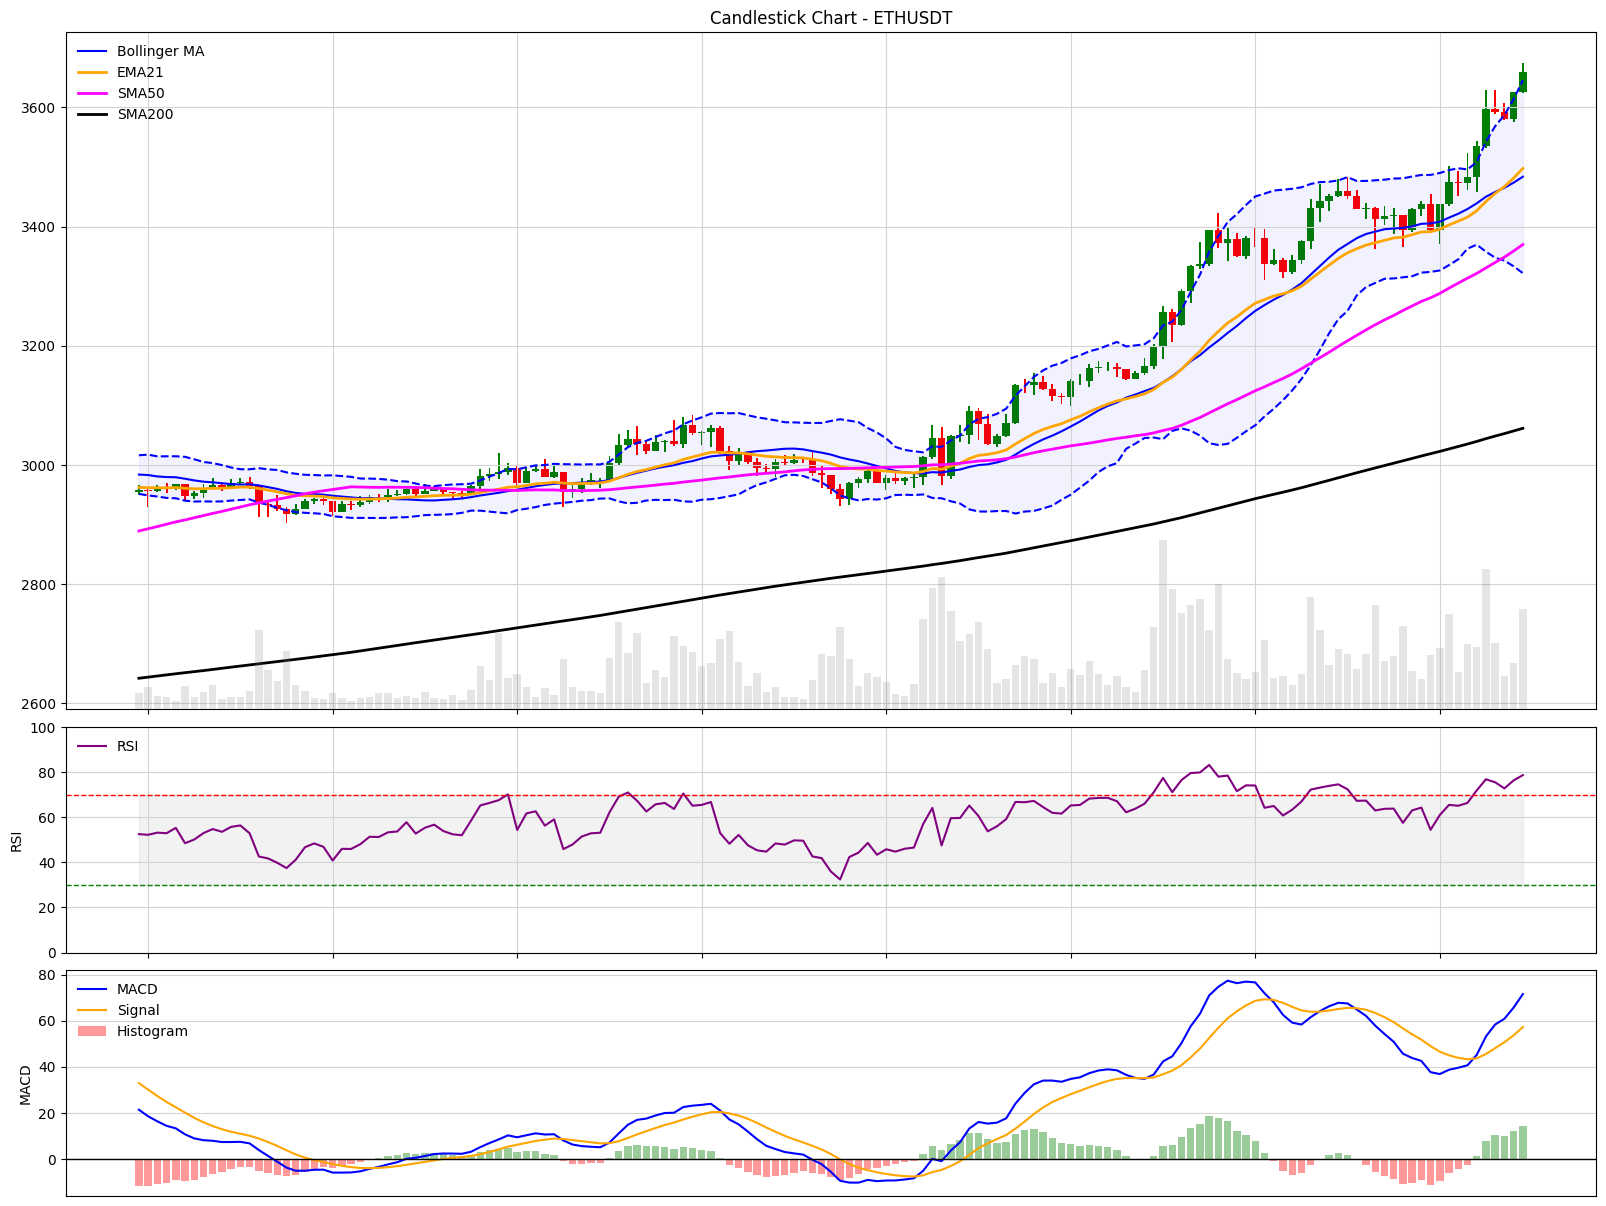 Candlestick Chart - ETHUSDT
Bollinger MA
EMA21
SMA50
SMA200
3600
3400
3200
3000
2800
2600
RSI
100
80
60
40
20
0
RSI
MACD
Signal
Histogram
80
60
40
20
0
MACD